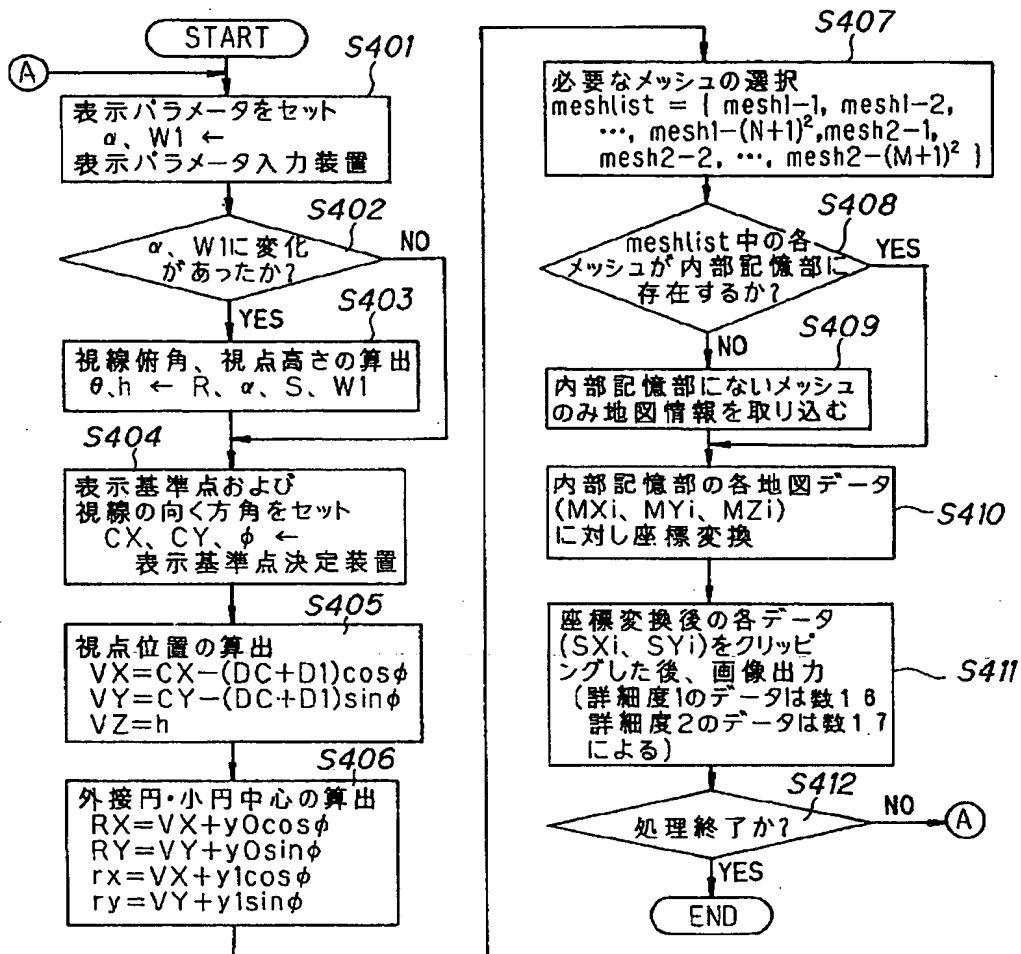 START
A
S401
表示パラメータをセット
α、W1 ←
表示パラメータ入力装置
S402
α、W1に変化
があったか?
NO
YES
S403
視線俯角、視点高さの算出
θ、h ← R、α、S、W1
S404
表示基準点および
視線の向く方角をセット
CX、CY、φ ←
表示基準点決定装置
S405
視点位置の算出
VX=CX-(DC+D1)cosφ
VY=CY-(DC+D1)sinφ
VZ=h
S406
外接円・小円中心の算出
RX=VX+y0cosφ
RY=VY+y0sinφ
rx=VX+y1cosφ
ry=VY+y1sinφ
S407
必要なメッシュの選択
meshlist = { mesh1-1, mesh1-2,
…, mesh1-(N+1)²,mesh2-1,
mesh2-2, …, mesh2-(M+1)² }
S408
meshlist中の各
メッシュが内部記憶部に
存在するか?
YES
NO
S409
内部記憶部にないメッシュ
のみ地図情報を取り込む
内部記憶部の各地図データ
(MXi、MYi、MZi)
に対し座標変換
S410
座標変換後の各データ
(SXi、SYi)をクリッピ
ングした後、画像出力
(詳細度1のデータは数16
詳細度2のデータは数17
による)
S411
S412
処理終了か?
NO
A
YES
END